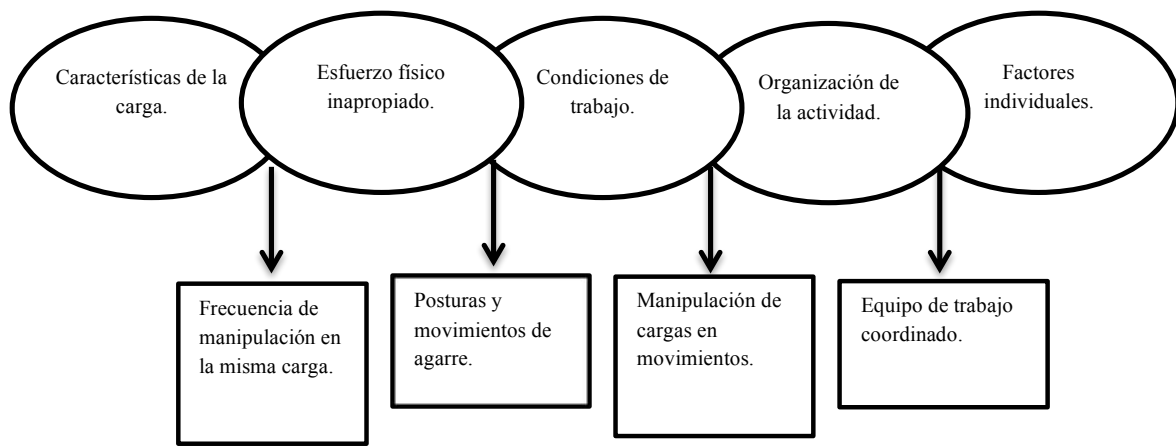 Características de la
carga.
Esfuerzo físico
inapropiado.
Condiciones de
trabajo.
Organización de
la actividad.
Factores
individuales.
Frecuencia de
manipulación en
la misma carga.
Posturas y
movimientos de
agarre.
Manipulación de
cargas en
movimientos.
Equipo de trabajo
coordinado.